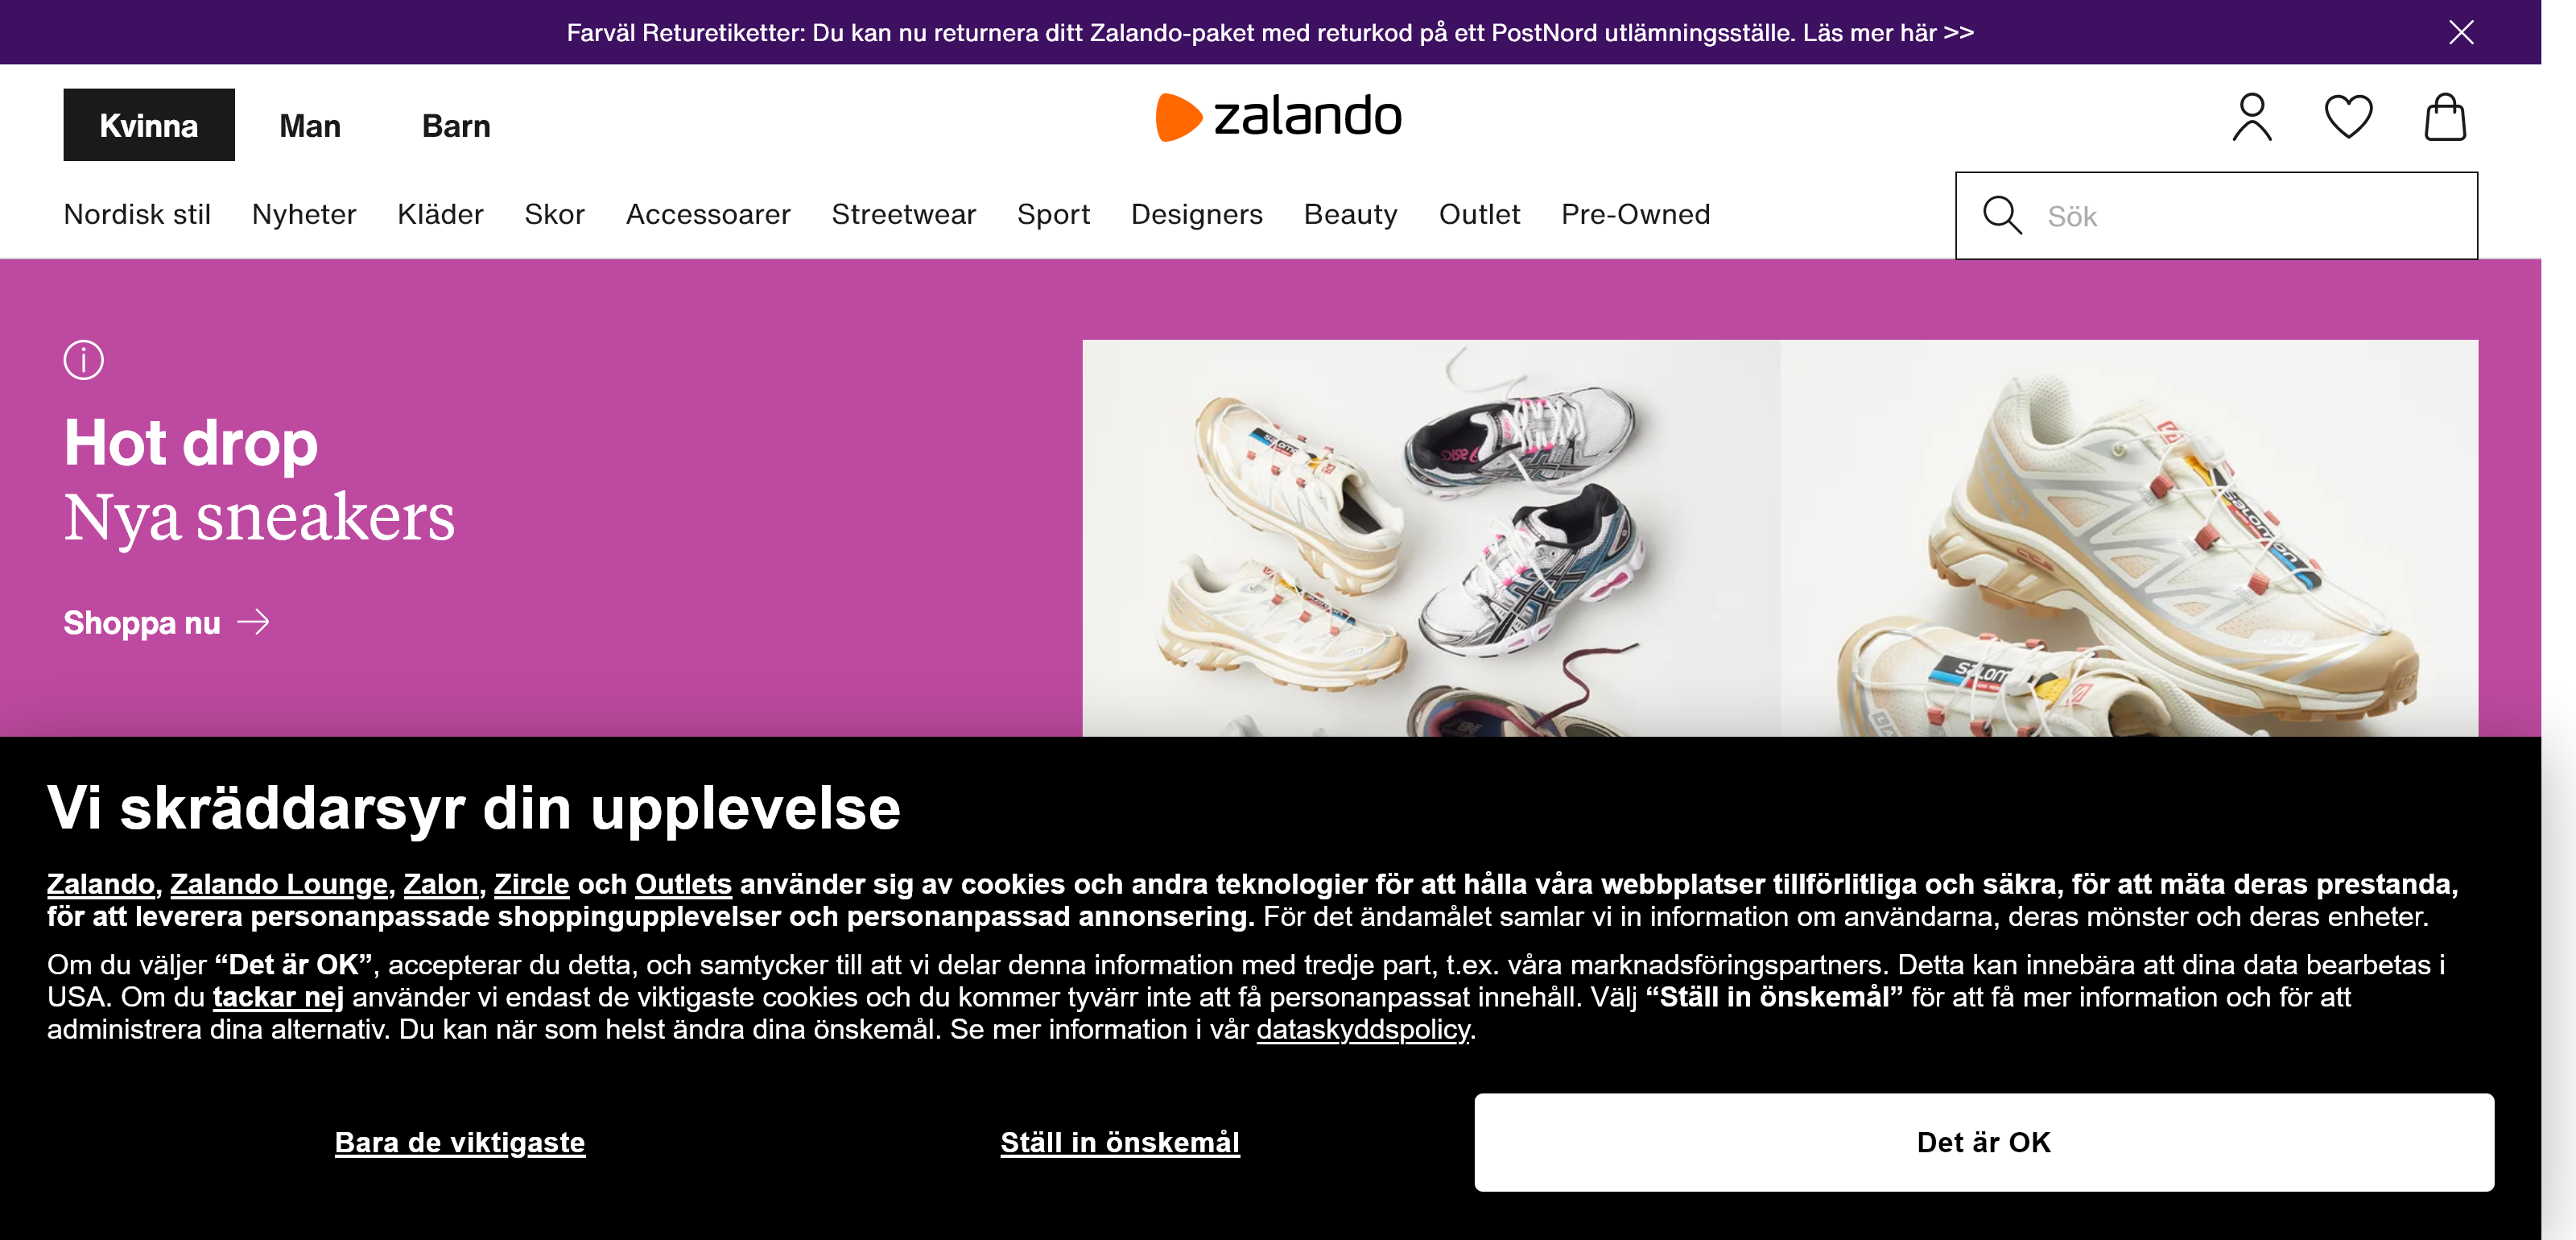 Farväl Returetiketter: Du kan nu returnera ditt Zalando-paket med returkod på ett PostNord utlämningsställe. Läs mer här >>
Kvinna Man Barn
zalando
Nordisk stil Nyheter Kläder Skor Accessoarer Streetwear Sport Designers Beauty Outlet Pre-Owned
Sök
Hot drop
Nya sneakers
Shoppa nu
asics
salomon
salomon
Vi skräddarsyr din upplevelse
Zalando, Zalando Lounge, Zalon, Zircle och Outlets använder sig av cookies och andra teknologier för att hålla våra webbplatser tillförlitliga och säkra, för att mäta deras prestanda,
för att leverera personanpassade shoppingupplevelser och personanpassad annonsering. För det ändamålet samlar vi in information om användarna, deras mönster och deras enheter.
Om du väljer “Det är OK”, accepterar du detta, och samtycker till att vi delar denna information med tredje part, t.ex. våra marknadsföringspartners. Detta kan innebära att dina data bearbetas i
USA. Om du tackar nej använder vi endast de viktigaste cookies och du kommer tyvärr inte att få personanpassat innehåll. Välj “Ställ in önskemål” för att få mer information och för att
administrera dina alternativ. Du kan när som helst ändra dina önskemål. Se mer information i vår dataskyddspolicy.
Bara de viktigaste Ställ in önskemål Det är OK